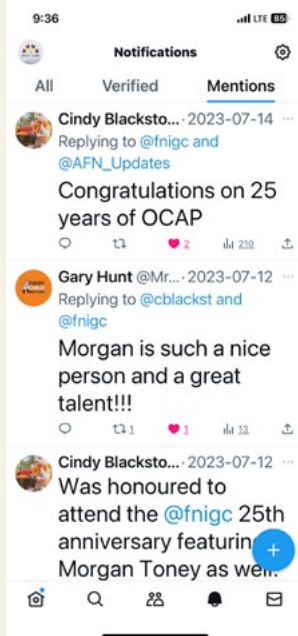 9:36 LTE 85
Notifications
All Verified Mentions
Cindy Blacksto... · 2023-07-14
Replying to @fnigc and
@AFN_Updates
Congratulations on 25
years of OCAP
2 210
Gary Hunt @Mr... · 2023-07-12
Replying to @cblackst and
@fnigc
Morgan is such a nice
person and a great
talent!!!
1 1 13
Cindy Blacksto... · 2023-07-12
Was honoured to
attend the @fnigc 25th
anniversary featurin
Morgan Toney as well.